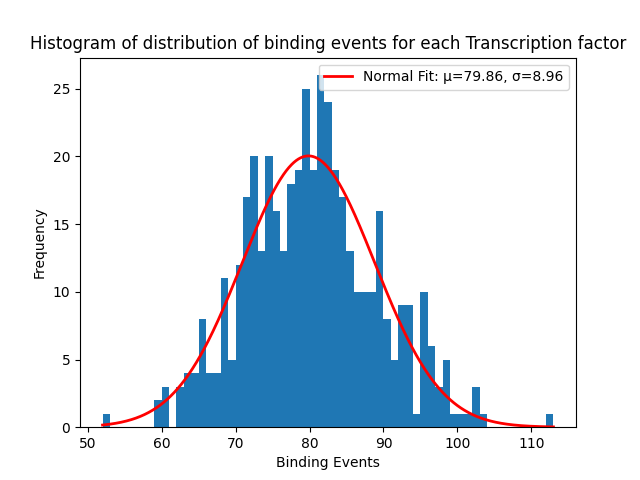 Histogram of distribution of binding events for each Transcription factor
Normal Fit: μ=79.86, σ=8.96
Frequency
25
20
15
10
5
0
50 60 70 80 90 100 110
Binding Events